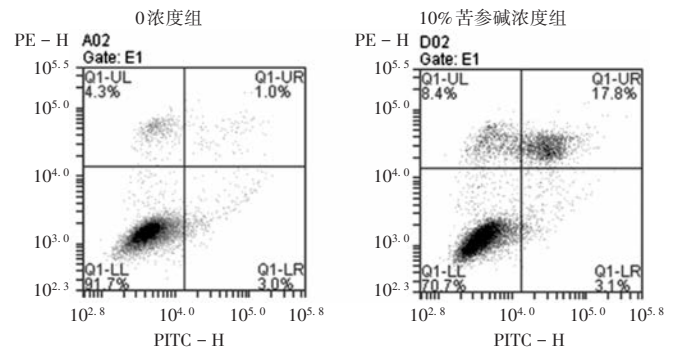 0浓度组
PE – H
A02
Gate: E1
10^5.5
Q1-UL
4.3%
Q1-UR
1.0%
10^5.0
10^4.0
10^3.0
Q1-LL
91.7%
Q1-LR
3.0%
10^2.3
10^2.8
10^4.0
10^5.0
10^5.8
PITC – H
10%苦参碱浓度组
PE – H
D02
Gate: E1
10^5.5
Q1-UL
8.4%
Q1-UR
17.8%
10^5.5
10^4.0
10^3.0
Q1-LL
70.7%
Q1-LR
3.1%
10^2.3
10^2.8
10^4.0
10^5.0
10^5.8
PITC – H